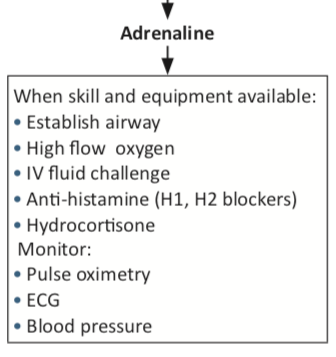 Adrenaline
When skill and equipment available:
• Establish airway
• High flow oxygen
• IV fluid challenge
• Anti-histamine (H1, H2 blockers)
• Hydrocortisone
Monitor:
• Pulse oximetry
• ECG
• Blood pressure